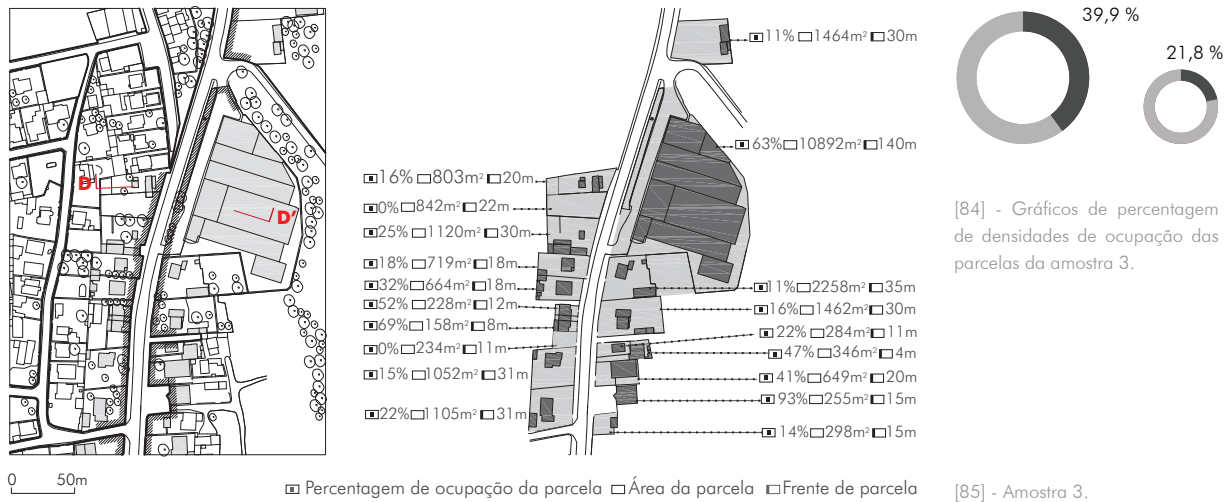 39,9 %
21,8 %
11% 1464m² 30m
63% 10892m² 140m
16% 803m² 20m
0% 842m² 22m
25% 1120m² 30m
18% 719m² 18m
32% 664m² 18m
52% 228m² 12m
69% 158m² 8m
0% 234m² 11m
15% 1052m² 31m
22% 1105m² 31m
11% 2258m² 35m
16% 1462m² 30m
22% 284m² 11m
47% 346m² 4m
41% 649m² 20m
93% 255m² 15m
14% 298m² 15m
D
D'
[84] - Gráficos de percentagem
de densidades de ocupação das
parcelas da amostra 3.
0 50m
Percentagem de ocupação da parcela Área da parcela Frente de parcela
[85] - Amostra 3.